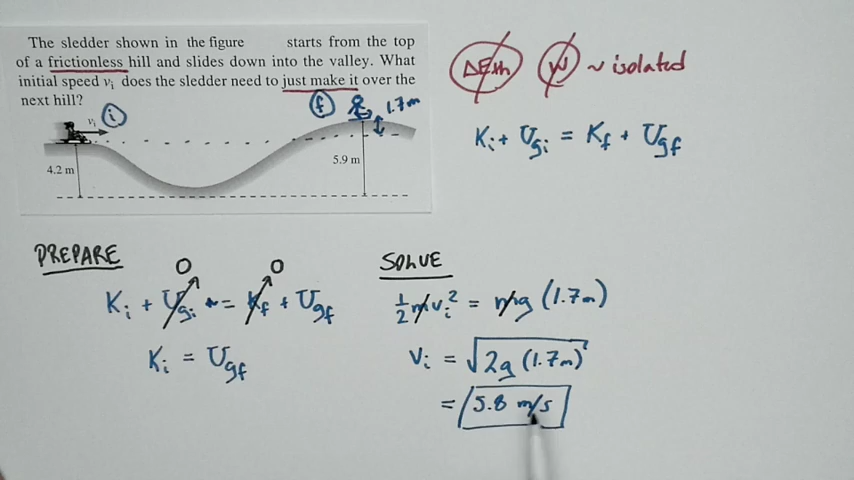 The sledder shown in the figure starts from the top
of a frictionless hill and slides down into the valley. What
initial speed vᵢ does the sledder need to just make it over the
next hill?
vᵢ
i
f
1.7m
4.2 m
5.9 m
ΔEth W ~ isolated
Kᵢ + Ugᵢ = Kf + Ugf
PREPARE
0 0
Kᵢ + Ugᵢ = Kf + Ugf
Kᵢ = Ugf
SOLVE
½mvᵢ² = mg (1.7m)
vᵢ = √2g (1.7m)
= 5.8 m/s